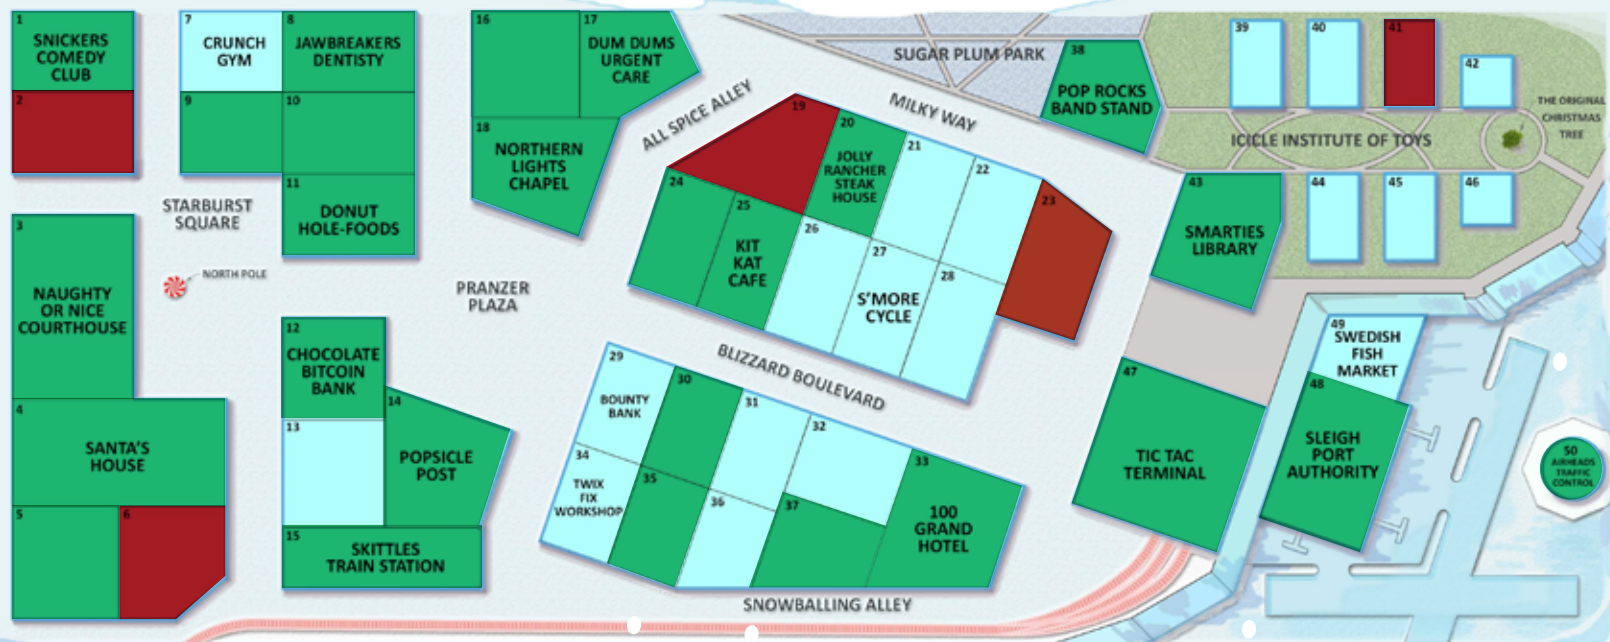 1
SNICKERS
COMEDY
CLUB
2
7
CRUNCH
GYM
8
JAWBREAKERS
DENTISTY
9
10
11
DONUT
HOLE-FOODS
16
17
DUM DUMS
URGENT
CARE
18
NORTHERN
LIGHTS
CHAPEL
STARBURST
SQUARE
NORTH POLE
3
NAUGHTY
OR NICE
COURTHOUSE
4
SANTA'S
HOUSE
5
6
PRANZER
PLAZA
12
CHOCOLATE
BITCOIN
BANK
13
14
POPSICLE
POST
15
SKITTLES
TRAIN STATION
ALL SPICE ALLEY
SUGAR PLUM PARK
MILKY WAY
38
POP ROCKS
BAND STAND
19
20
JOLLY
RANCHER
STEAK
HOUSE
21
22
23
24
25
KIT
KAT
CAFE
26
27
S'MORE
CYCLE
28
BLIZZARD BOULEVARD
29
BOUNTY
BANK
30
31
32
33
100
GRAND
HOTEL
34
TWIX
FIX
WORKSHOP
35
36
37
SNOWBALLING ALLEY
39
40
41
42
THE ORIGINAL
CHRISTMAS
TREE
ICICLE INSTITUTE OF TOYS
43
SMARTIES
LIBRARY
44
45
46
47
TIC TAC
TERMINAL
49
SWEDISH
FISH
MARKET
48
SLEIGH
PORT
AUTHORITY
50
AIRHEADS
TRAFFIC
CONTROL